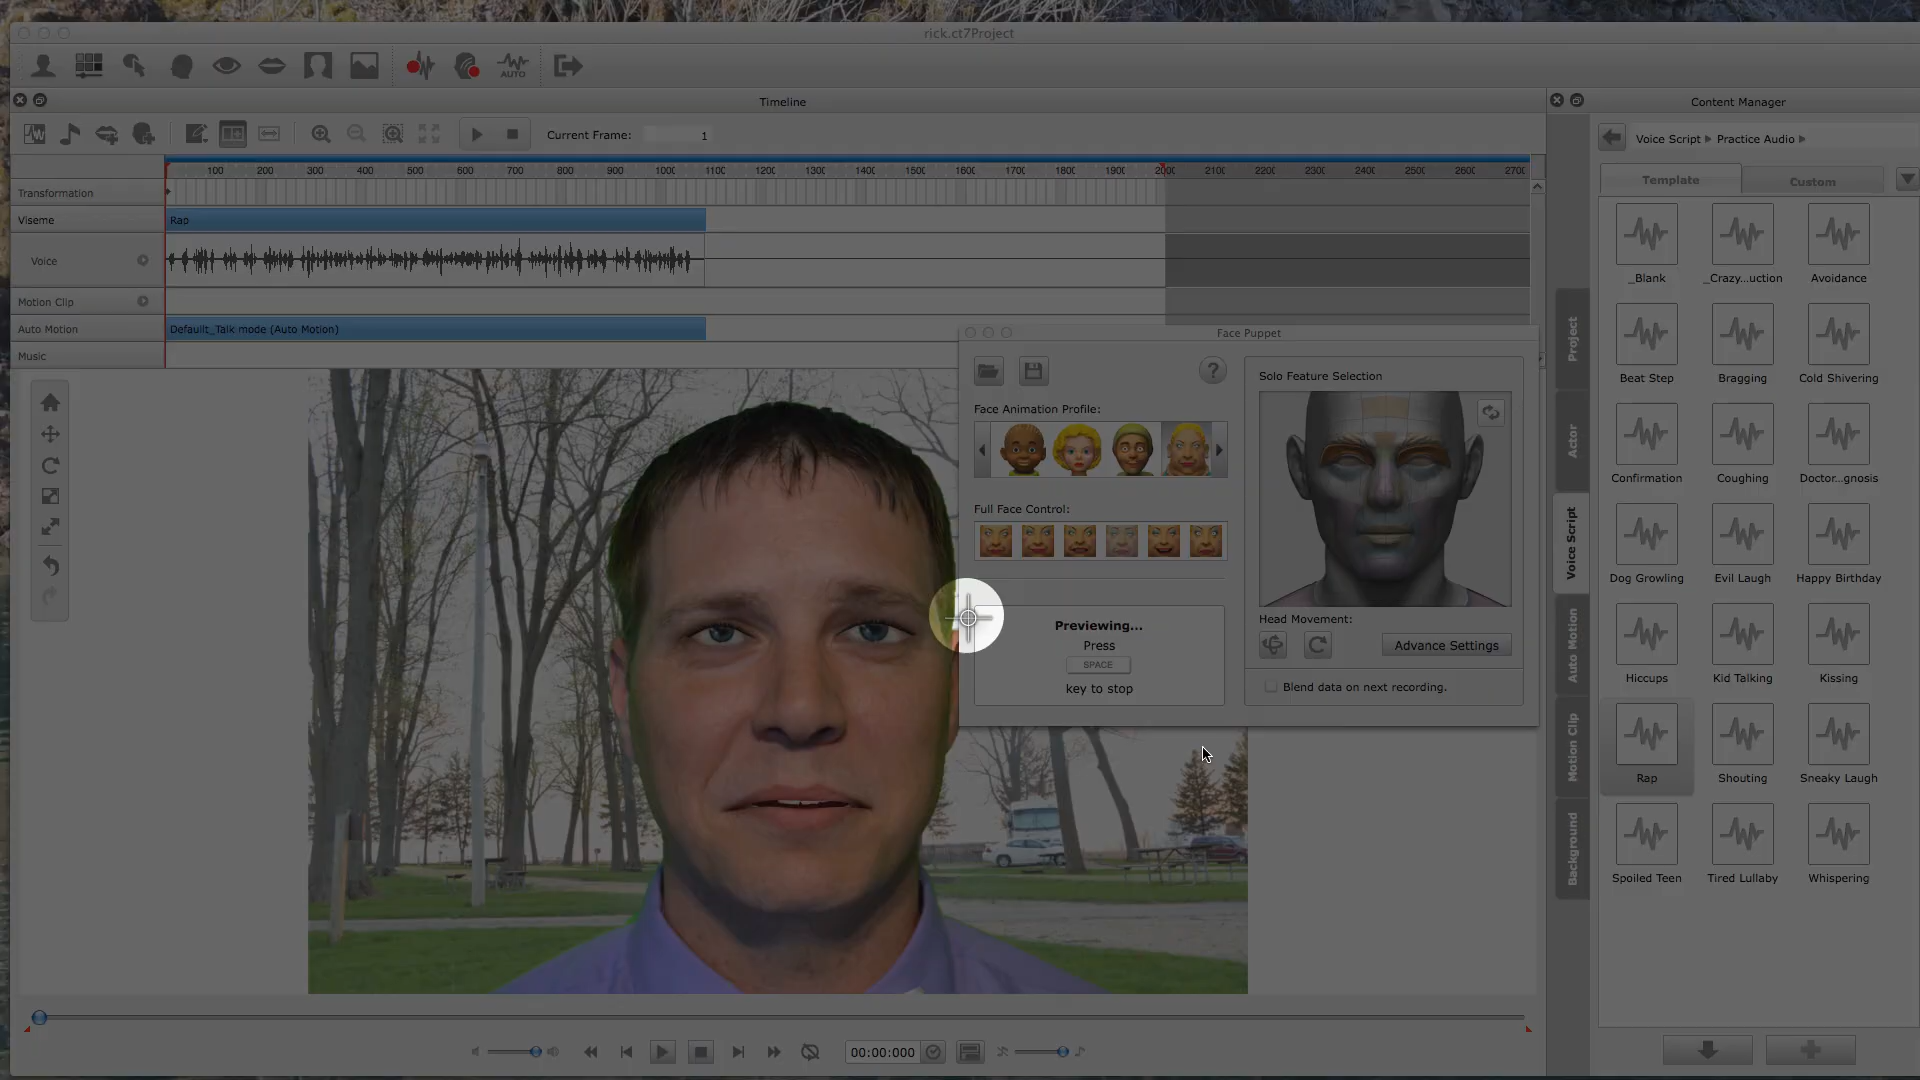 rick.ct7Project
AUTO
Timeline
Content Manager
Current Frame: 1
Voice Script Practice Audio
100 200 300 400 500 600 700 800 900 1000 1100 1200 1300 1400 1500 1600 1700 1800 1900 2000 2100 2200 2300 2400 2500 2600 2700
Template Custom
Transformation
Viseme Rap
Voice
Motion Clip
Auto Motion Defaullt_Talk mode (Auto Motion)
Music
Face Puppet
?
Solo Feature Selection
Face Animation Profile:
Full Face Control:
Previewing...
Press
SPACE
key to stop
Head Movement:
Advance Settings
Blend data on next recording.
Project
Actor
Voice Script
Auto Motion
Motion Clip
Background
_Blank _Crazy...uction Avoidance
Beat Step Bragging Cold Shivering
Confirmation Coughing Doctor...gnosis
Dog Growling Evil Laugh Happy Birthday
Hiccups Kid Talking Kissing
Rap Shouting Sneaky Laugh
Spoiled Teen Tired Lullaby Whispering
00:00:000